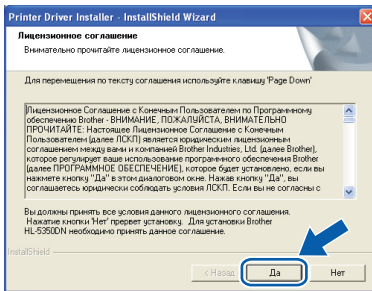 Printer Driver Installer - InstallShield Wizard
Лицензионное соглашение
Внимательно прочитайте лицензионное соглашение.
Для перемещения по тексту соглашения используйте клавишу 'Page Down'
Лицензионное Соглашение с Конечным Пользователем по Программному
обеспечению Brother - ВНИМАНИЕ, ПОЖАЛУЙСТА, ВНИМАТЕЛЬНО
ПРОЧИТАЙТЕ: Настоящее Лицензионное Соглашение с Конечным
Пользователем (далее ЛСКП) является юридическим лицензионным
соглашением между вами и компанией Brother Industries, Ltd. (далее Brother),
которое регулирует ваше использование программного обеспечения Brother
(далее ПРОГРАММНОЕ ОБЕСПЕЧЕНИЕ), которое будет установлено, если вы
нажмете кнопку "Да" в этом диалоговом окне. Нажав кнопку "Да", вы
соглашаетесь юридически соблюдать условия ЛСКП. Если вы не согласны с
Вы должны принять все условия данного лицензионного соглашения.
Нажатие кнопки 'Нет' прервет установку. Для установки Brother
HL-5350DN необходимо принять данное соглашение.
InstallShield
< Назад
Да
Нет